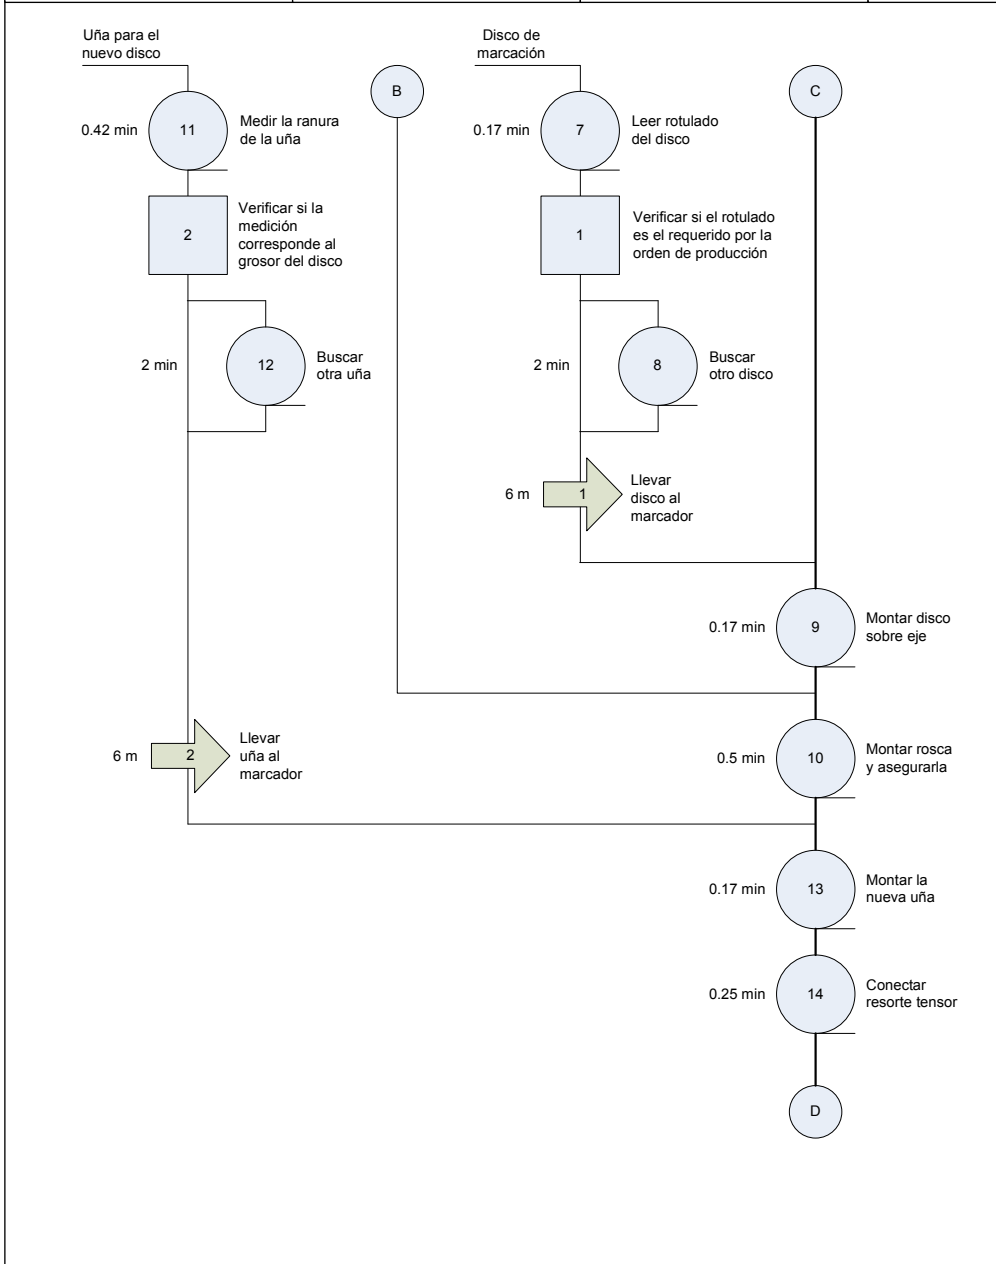 Uña para el
nuevo disco
Disco de
marcación
B
C
0.42 min
11
Medir la ranura
de la uña
0.17 min
7
Leer rotulado
del disco
2
Verificar si la
medición
corresponde al
grosor del disco
1
Verificar si el rotulado
es el requerido por la
orden de producción
2 min
12
Buscar
otra uña
2 min
8
Buscar
otro disco
6 m
1
Llevar
disco al
marcador
0.17 min
9
Montar disco
sobre eje
6 m
2
Llevar
uña al
marcador
0.5 min
10
Montar rosca
y asegurarla
0.17 min
13
Montar la
nueva uña
0.25 min
14
Conectar
resorte tensor
D